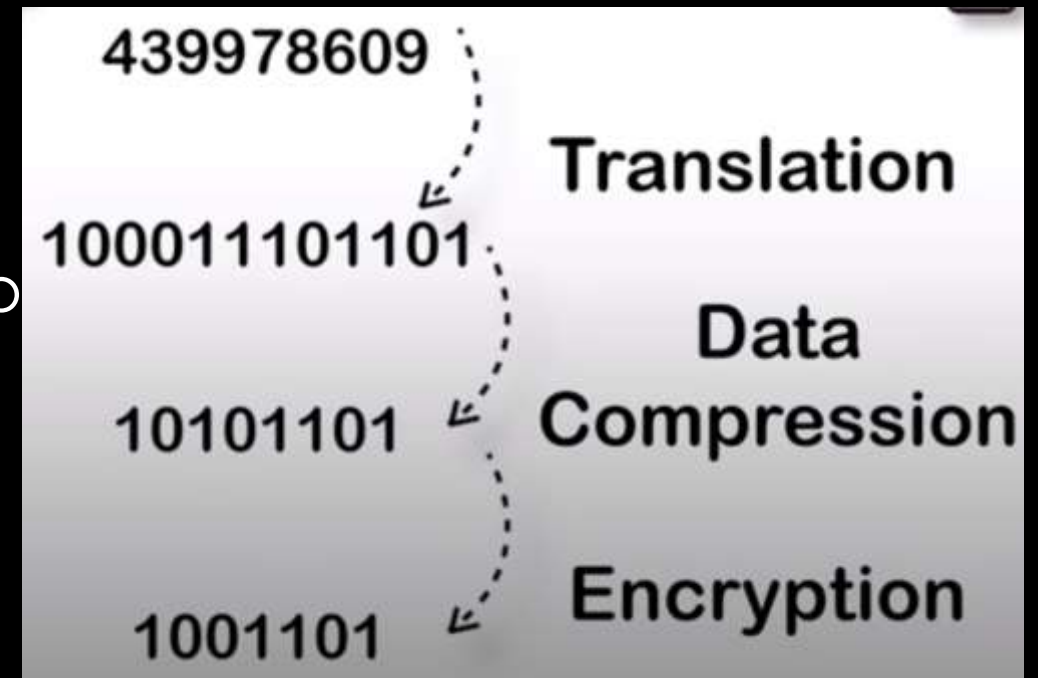 439978609
Translation
100011101101
Data
Compression
10101101
Encryption
1001101